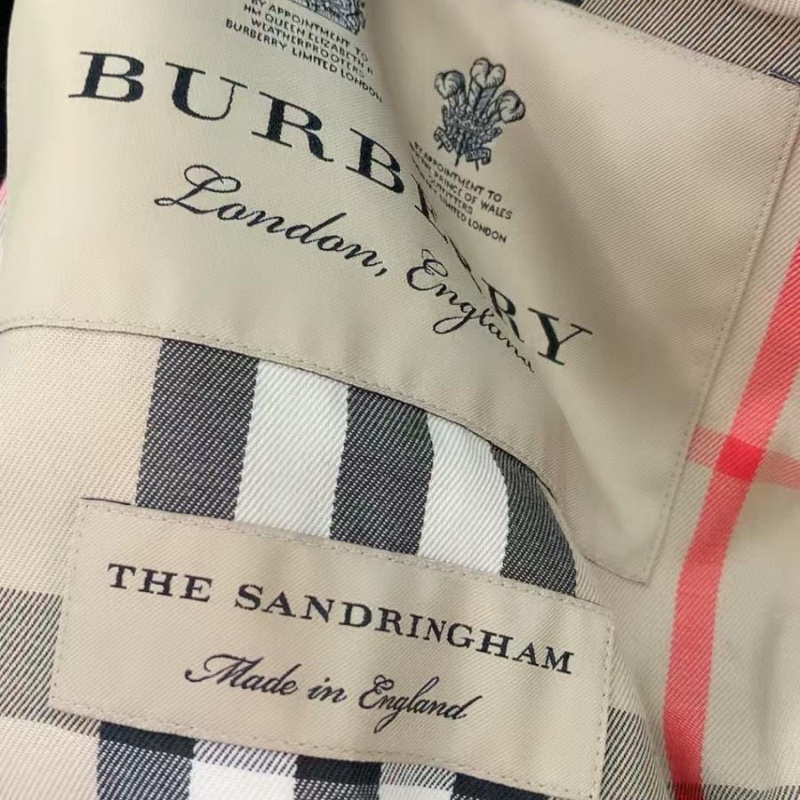 BY APPOINTMENT TO
HM QUEEN ELIZABETH II
WEATHERPROOFERS
BURBERRY LIMITED LONDON
BY APPOINTMENT TO
THE PRINCE OF WALES
LIMITED LONDON
BURBERRY
London, England
THE SANDRINGHAM
Made in England